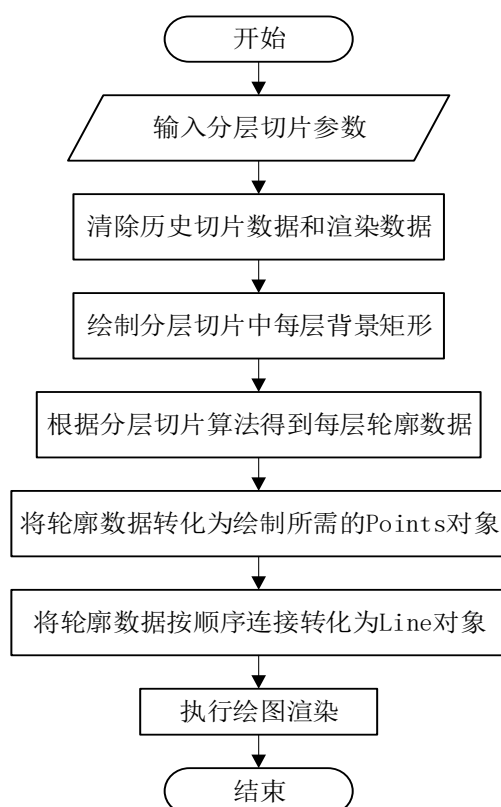 开始
输入分层切片参数
清除历史切片数据和渲染数据
绘制分层切片中每层背景矩形
根据分层切片算法得到每层轮廓数据
将轮廓数据转化为绘制所需的Points对象
将轮廓数据按顺序连接转化为Line对象
执行绘图渲染
结束